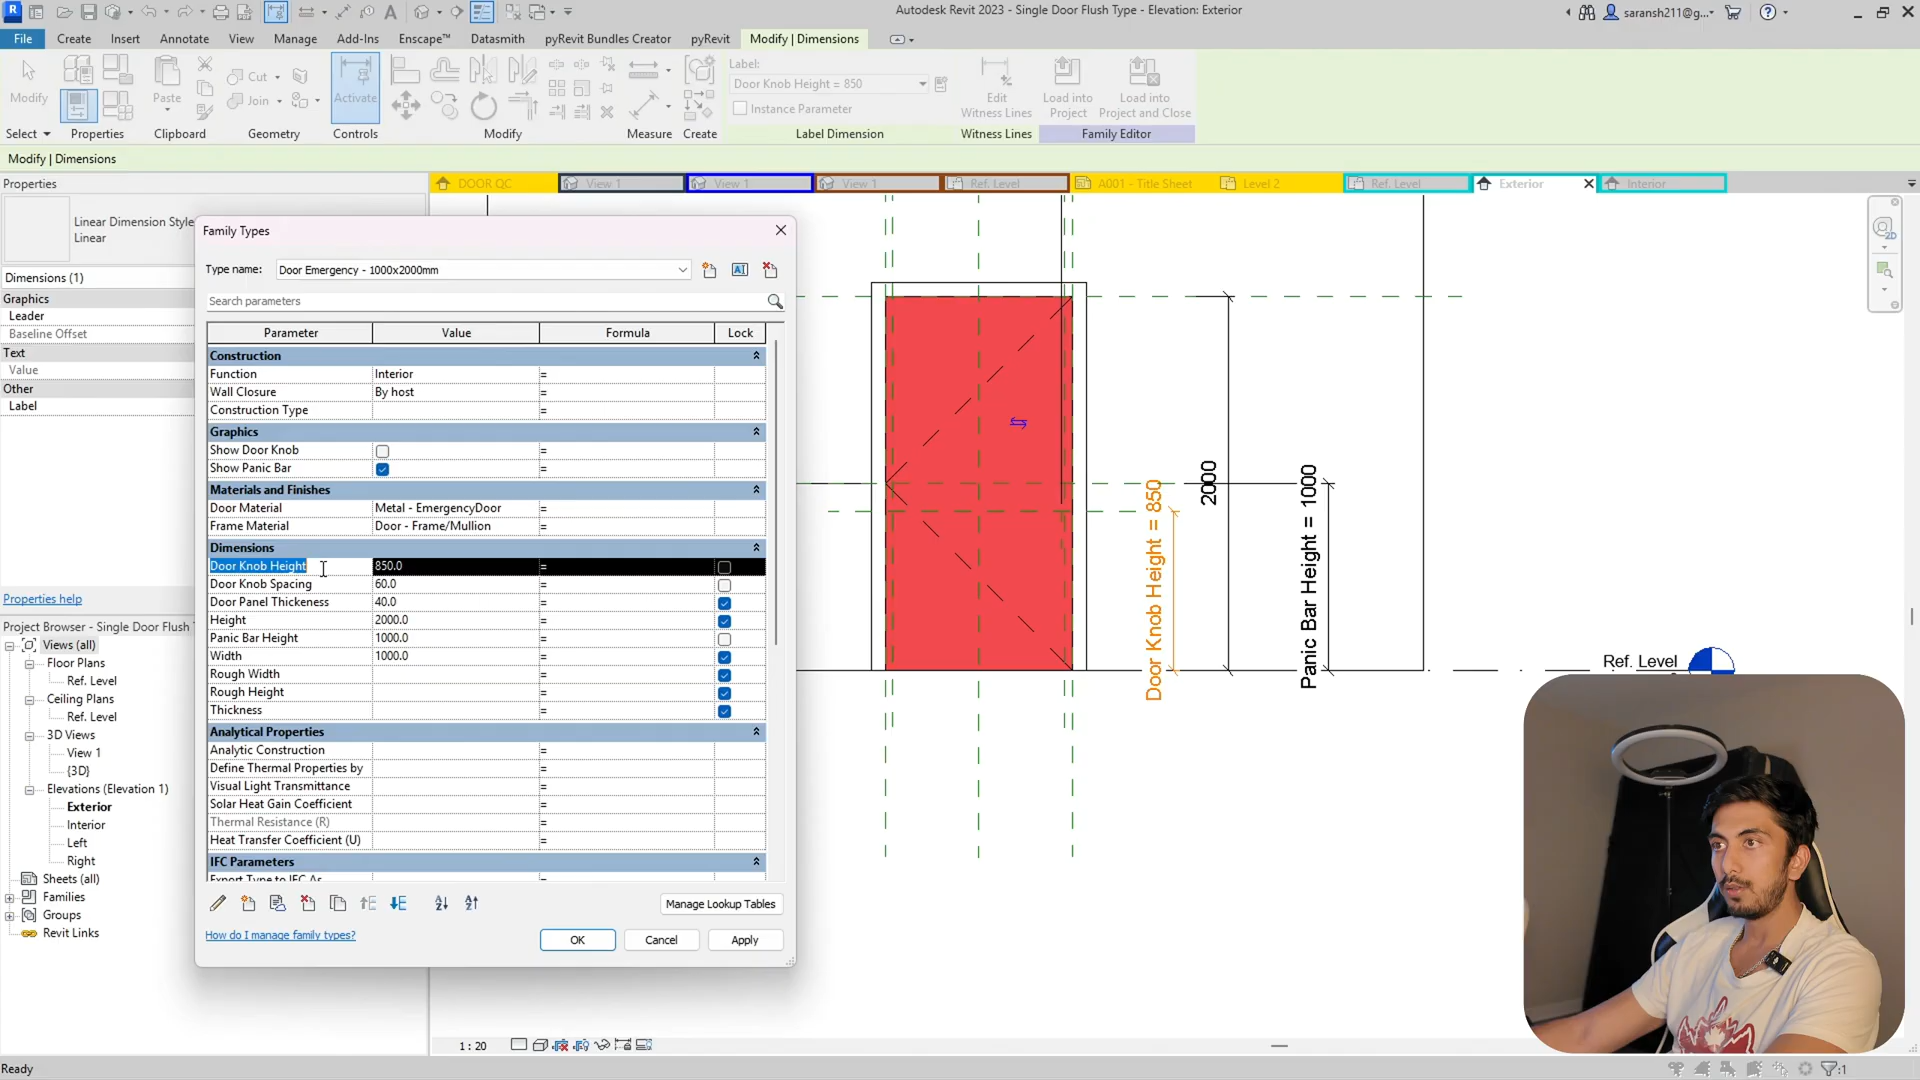 Autodesk Revit 2023 - Single Door Flush Type - Elevation: Exterior
saransh211@g...
File Create Insert Annotate View Manage Add-Ins Enscape™ Datasmith pyRevit Bundles Creator pyRevit Modify | Dimensions
Modify
Paste
Cut
Join
Activate
Label:
Door Knob Height = 850
Instance Parameter
Edit
Witness Lines
Load into
Project
Load into
Project and Close
Select Properties Clipboard Geometry Controls Modify Measure Create Label Dimension Witness Lines Family Editor
Modify | Dimensions
Properties
DOOR QC View 1 View 1 View 1 Ref. Level A001 - Title Sheet Level 2 Ref. Level Exterior Interior
Linear Dimension Style
Linear
Dimensions (1)
Graphics
Leader
Baseline Offset
Text
Value
Other
Label
Properties help
Project Browser - Single Door Flush T
Views (all)
Floor Plans
Ref. Level
Ceiling Plans
Ref. Level
3D Views
View 1
{3D}
Elevations (Elevation 1)
Exterior
Interior
Left
Right
Sheets (all)
Families
Groups
Revit Links
Family Types
Type name: Door Emergency - 1000x2000mm
Search parameters
Parameter Value Formula Lock
Construction
Function Interior =
Wall Closure By host =
Construction Type =
Graphics
Show Door Knob =
Show Panic Bar =
Materials and Finishes
Door Material Metal - EmergencyDoor =
Frame Material Door - Frame/Mullion =
Dimensions
Door Knob Height 850.0 =
Door Knob Spacing 60.0 =
Door Panel Thickeness 40.0 =
Height 2000.0 =
Panic Bar Height 1000.0 =
Width 1000.0 =
Rough Width =
Rough Height =
Thickness =
Analytical Properties
Analytic Construction =
Define Thermal Properties by =
Visual Light Transmittance =
Solar Heat Gain Coefficient =
Thermal Resistance (R) =
Heat Transfer Coefficient (U) =
IFC Parameters
Export Type to IFC As
Manage Lookup Tables
How do I manage family types?
OK Cancel Apply
Door Knob Height = 850
2000
Panic Bar Height = 1000
Ref. Level
2D
1 : 20
Ready
:1